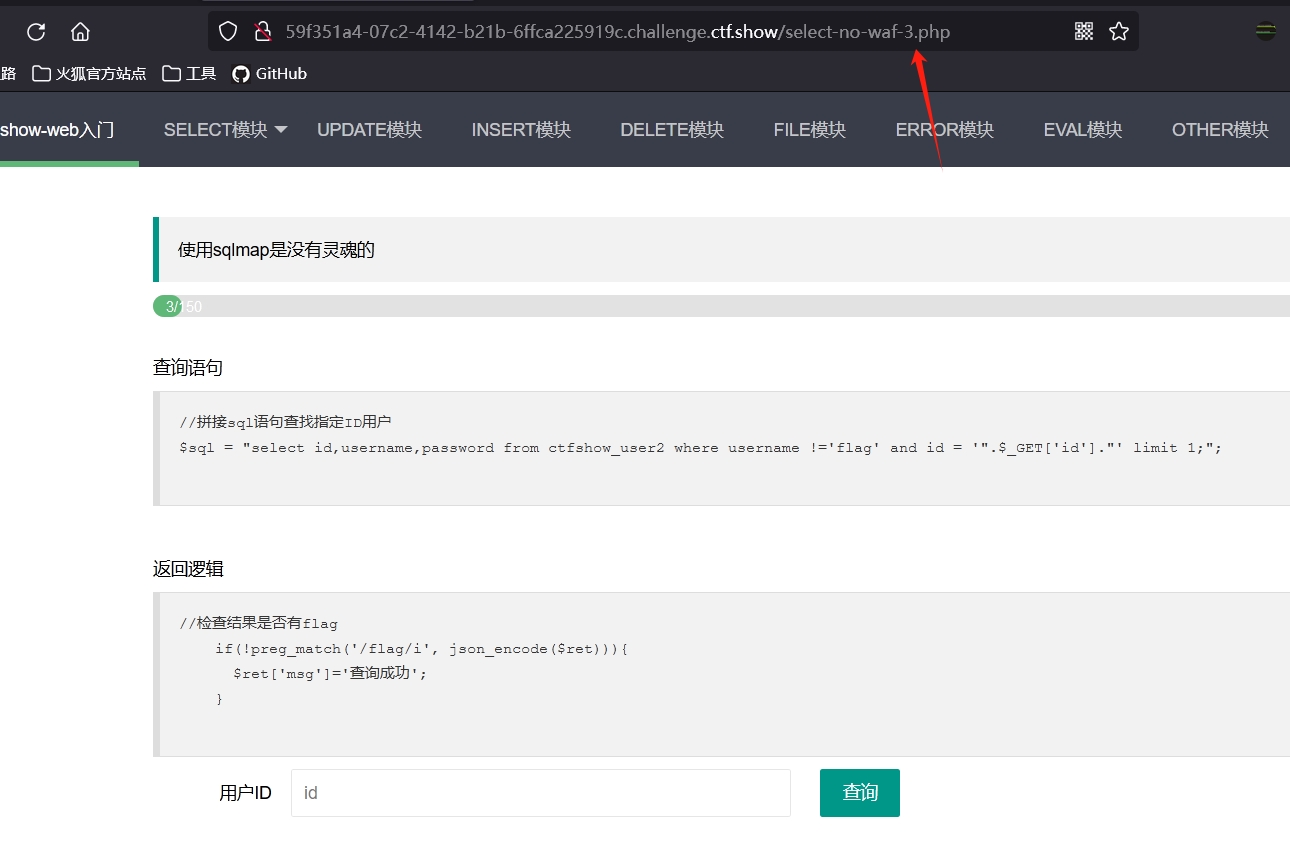 59f351a4-07c2-4142-b21b-6ffca225919c.challenge.ctf.show/select-no-waf-3.php
路 火狐官方站点 工具 GitHub
show-web入门 SELECT模块 UPDATE模块 INSERT模块 DELETE模块 FILE模块 ERROR模块 EVAL模块 OTHER模块
使用sqlmap是没有灵魂的
3/150
查询语句
//拼接sql语句查找指定ID用户
$sql = "select id,username,password from ctfshow_user2 where username !='flag' and id = '".$_GET['id']."' limit 1;";
返回逻辑
//检查结果是否有flag
if(!preg_match('/flag/i', json_encode($ret))){
$ret['msg']='查询成功';
}
用户ID id 查询